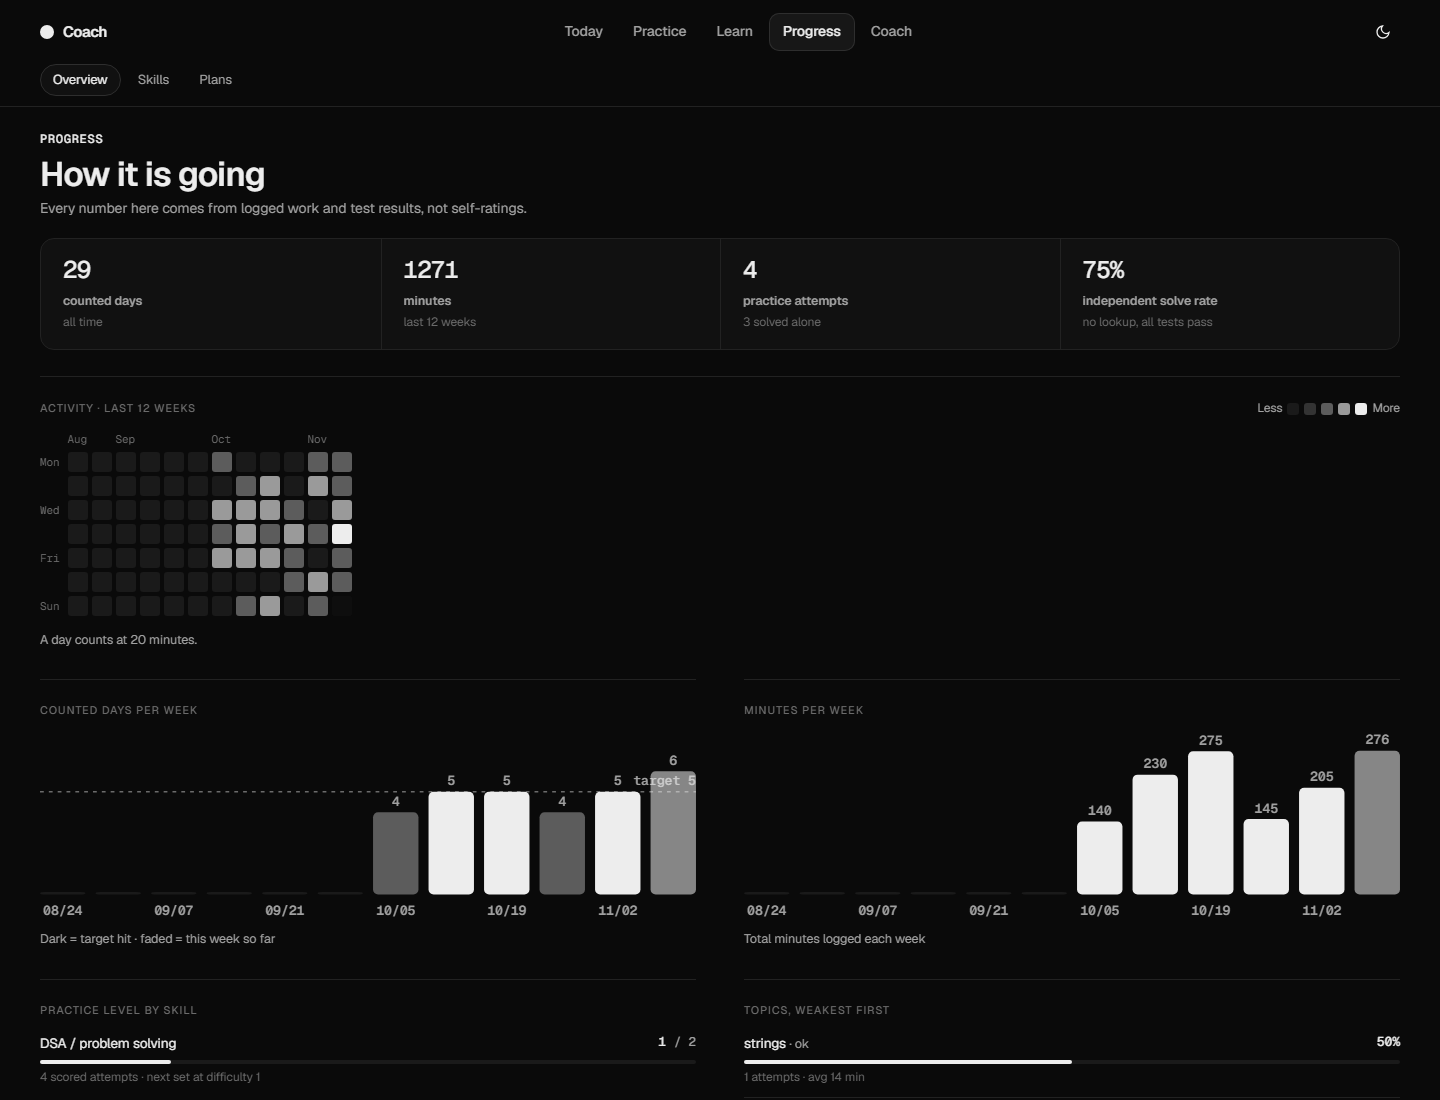 Coach
Today Practice Learn Progress Coach
Overview Skills Plans
PROGRESS
How it is going
Every number here comes from logged work and test results, not self-ratings.
29
counted days
all time
1271
minutes
last 12 weeks
4
practice attempts
3 solved alone
75%
independent solve rate
no lookup, all tests pass
ACTIVITY · LAST 12 WEEKS
Less More
Aug Sep Oct Nov
Mon
Wed
Fri
Sun
A day counts at 20 minutes.
COUNTED DAYS PER WEEK
6
5 5 5 target 5
4 4
08/24 09/07 09/21 10/05 10/19 11/02
Dark = target hit · faded = this week so far
MINUTES PER WEEK
275 276
230
205
140 145
08/24 09/07 09/21 10/05 10/19 11/02
Total minutes logged each week
PRACTICE LEVEL BY SKILL
DSA / problem solving 1 / 2
4 scored attempts · next set at difficulty 1
TOPICS, WEAKEST FIRST
strings · ok 50%
1 attempts · avg 14 min